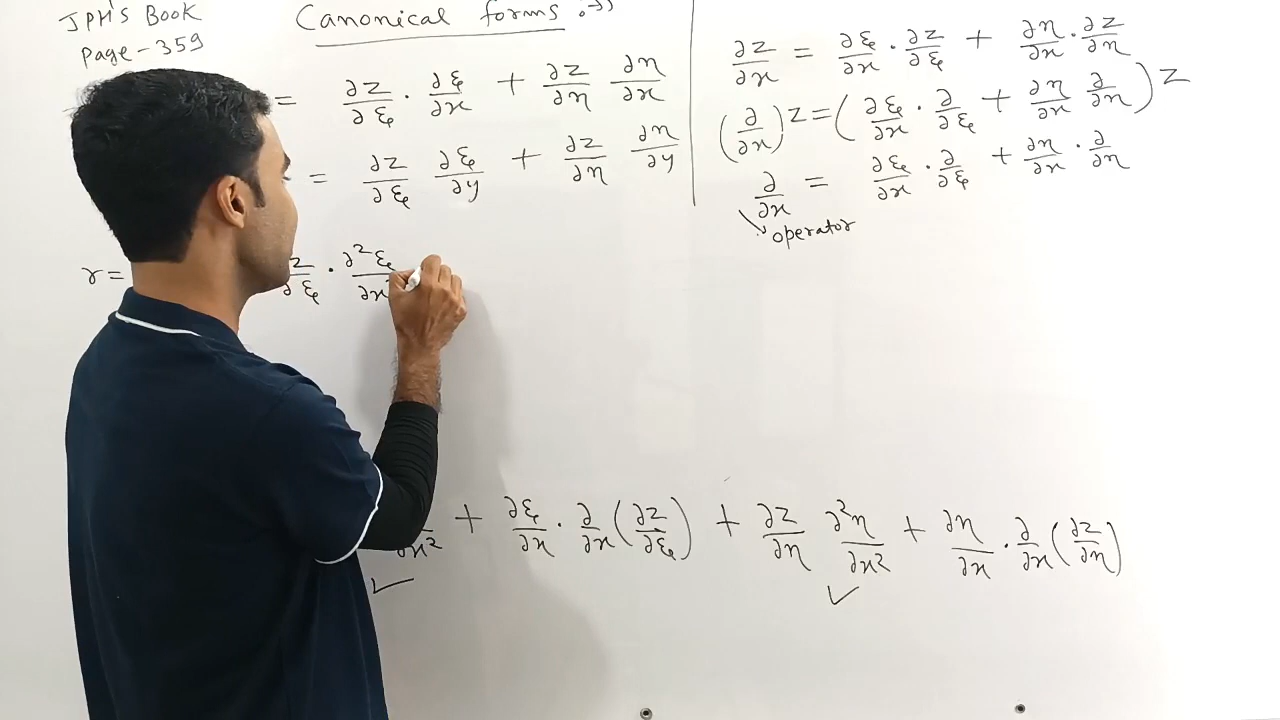 JPH's Book
Page-359
Canonical forms :→
= ∂z/∂ξ · ∂ξ/∂x + ∂z/∂η ∂η/∂x
= ∂z/∂ξ ∂ξ/∂y + ∂z/∂η ∂η/∂y
r = z/∂ξ · ∂²ξ/∂x
∂x² + ∂ξ/∂x · ∂/∂x (∂z/∂ξ) + ∂z/∂η ∂²η/∂x² + ∂η/∂x · ∂/∂x (∂z/∂η)
∂z/∂x = ∂ξ/∂x · ∂z/∂ξ + ∂η/∂x · ∂z/∂η
(∂/∂x) z = (∂ξ/∂x · ∂/∂ξ + ∂η/∂x ∂/∂η) z
∂/∂x = ∂ξ/∂x · ∂/∂ξ + ∂η/∂x · ∂/∂η
operator